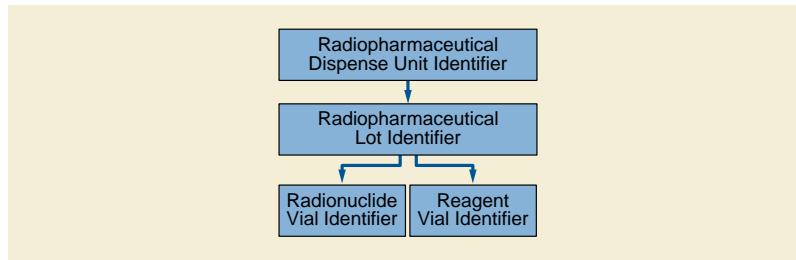 Radiopharmaceutical
Dispense Unit Identifier
Radiopharmaceutical
Lot Identifier
Radionuclide
Vial Identifier
Reagent
Vial Identifier